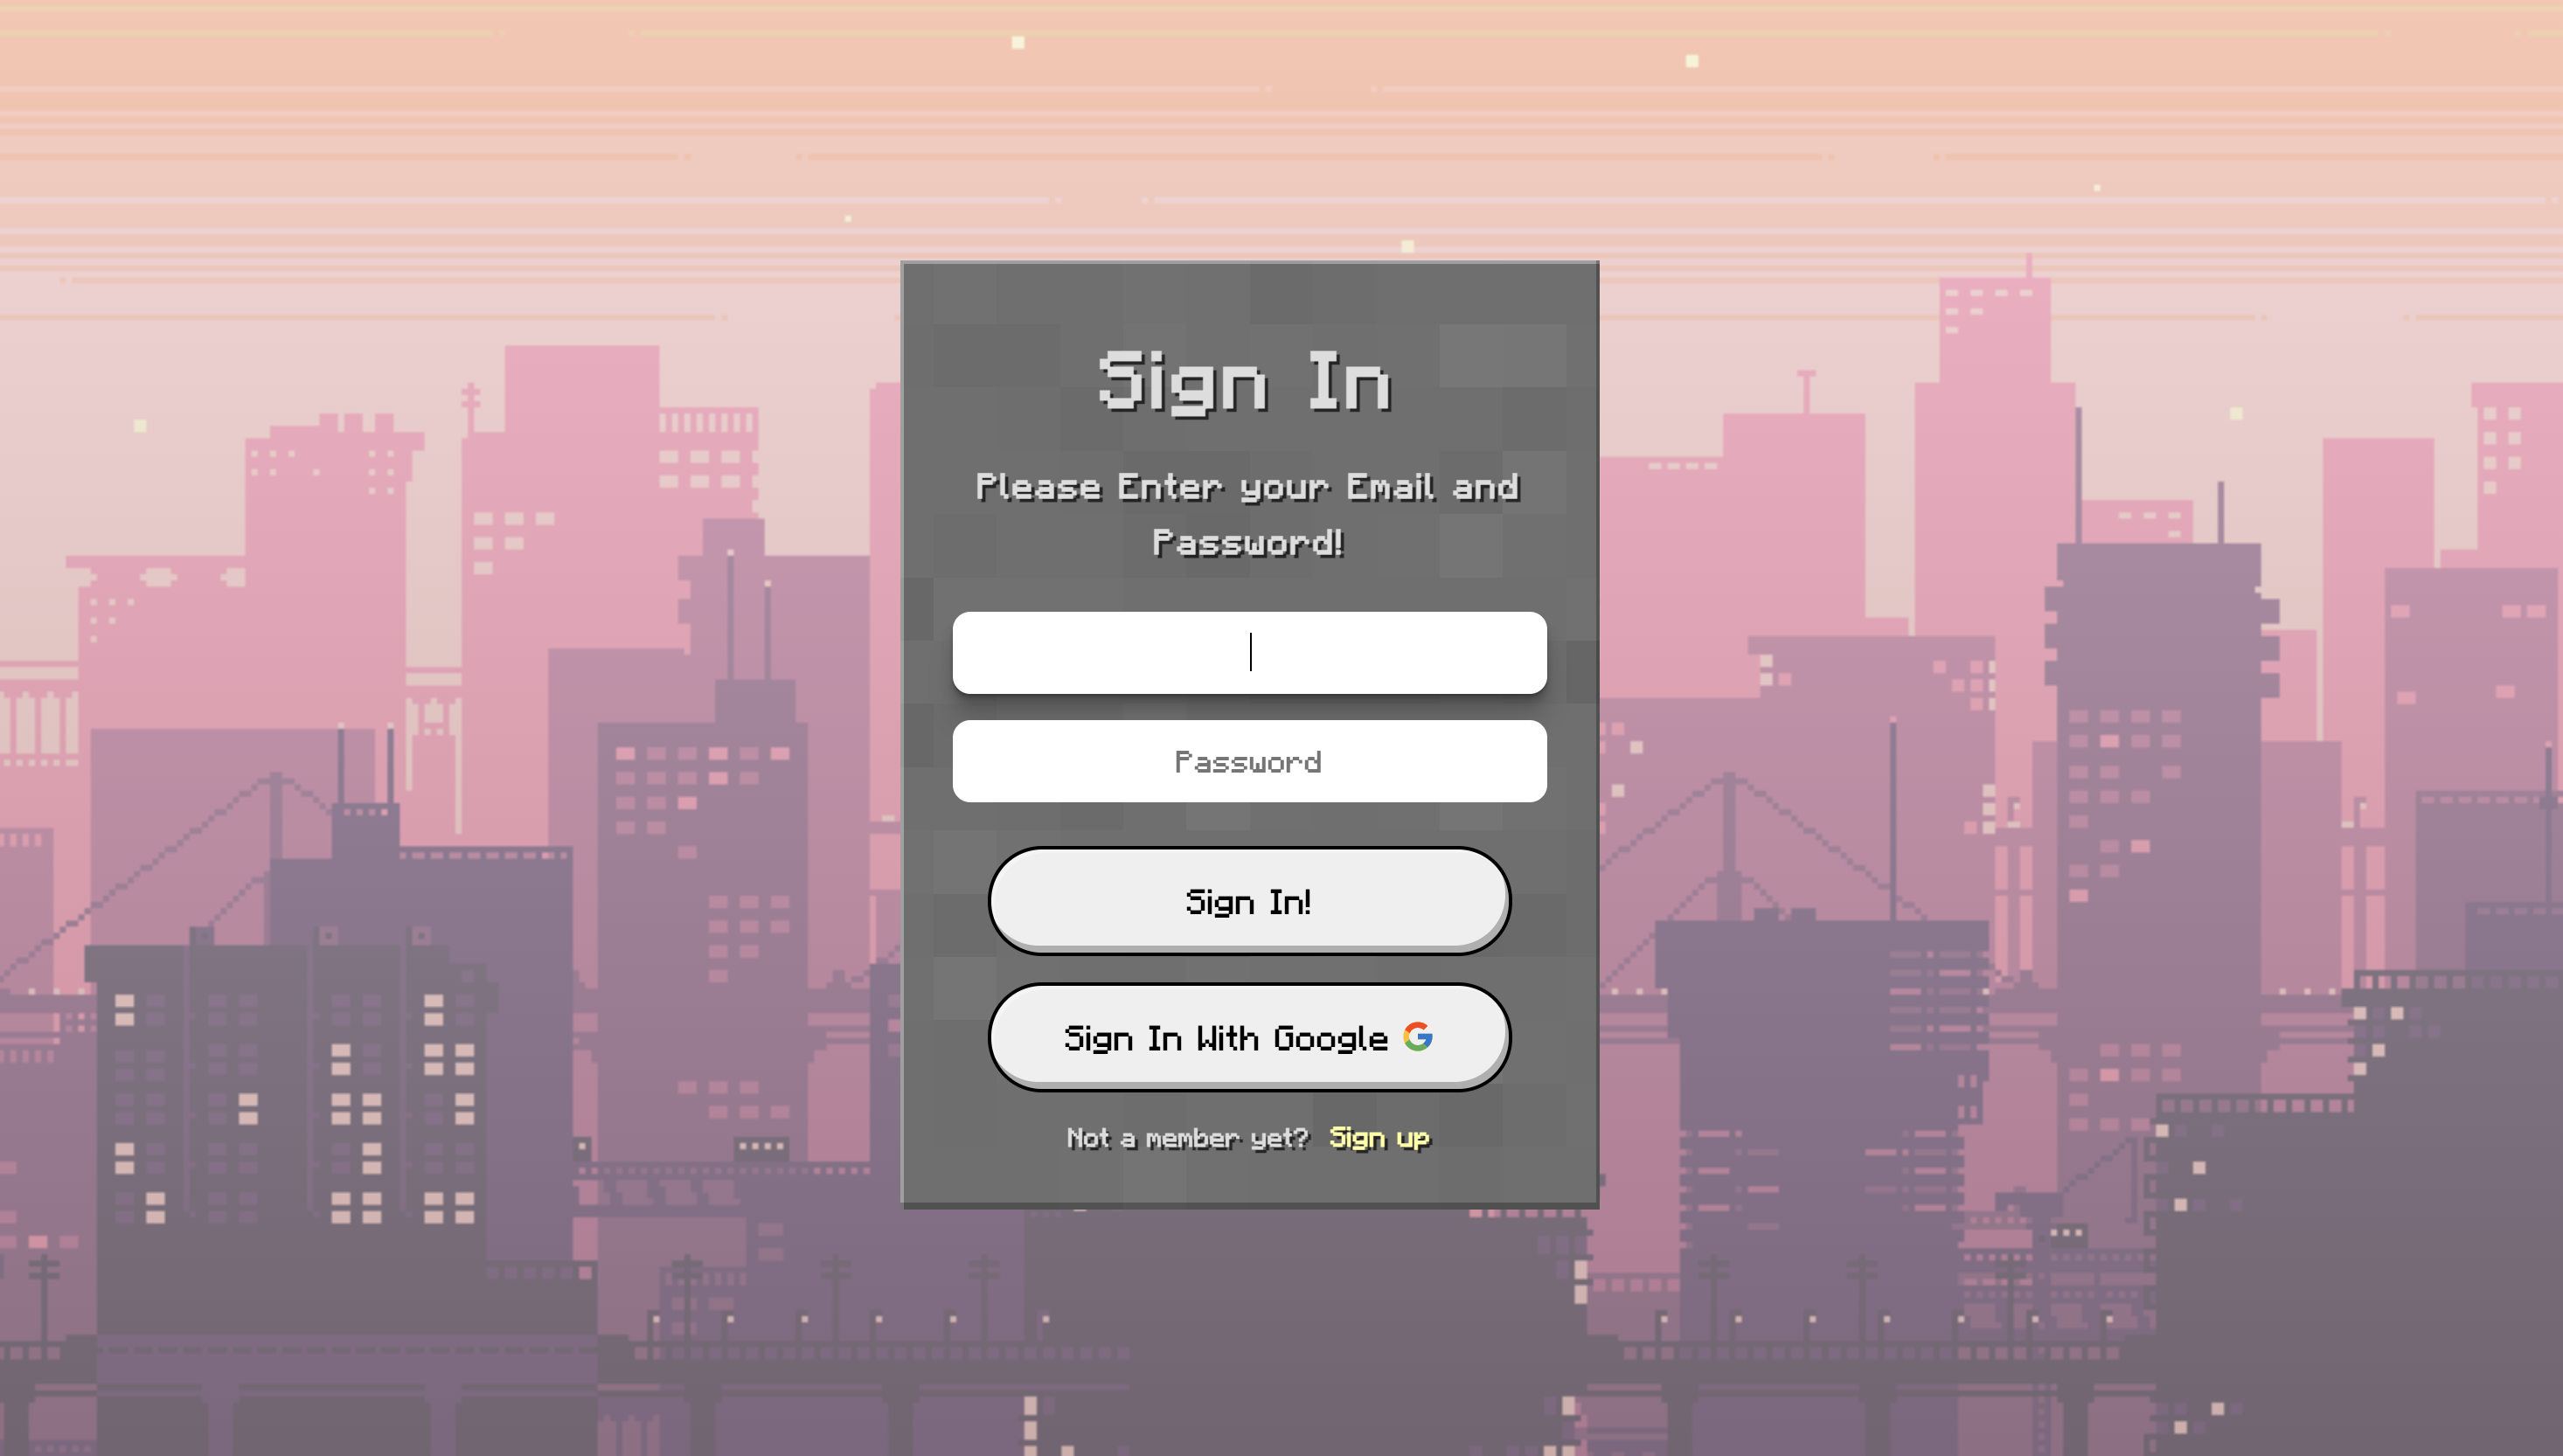 Sign In
Please Enter your Email and
Password!
Password
Sign In!
Sign In With Google
Not a member yet? Sign up